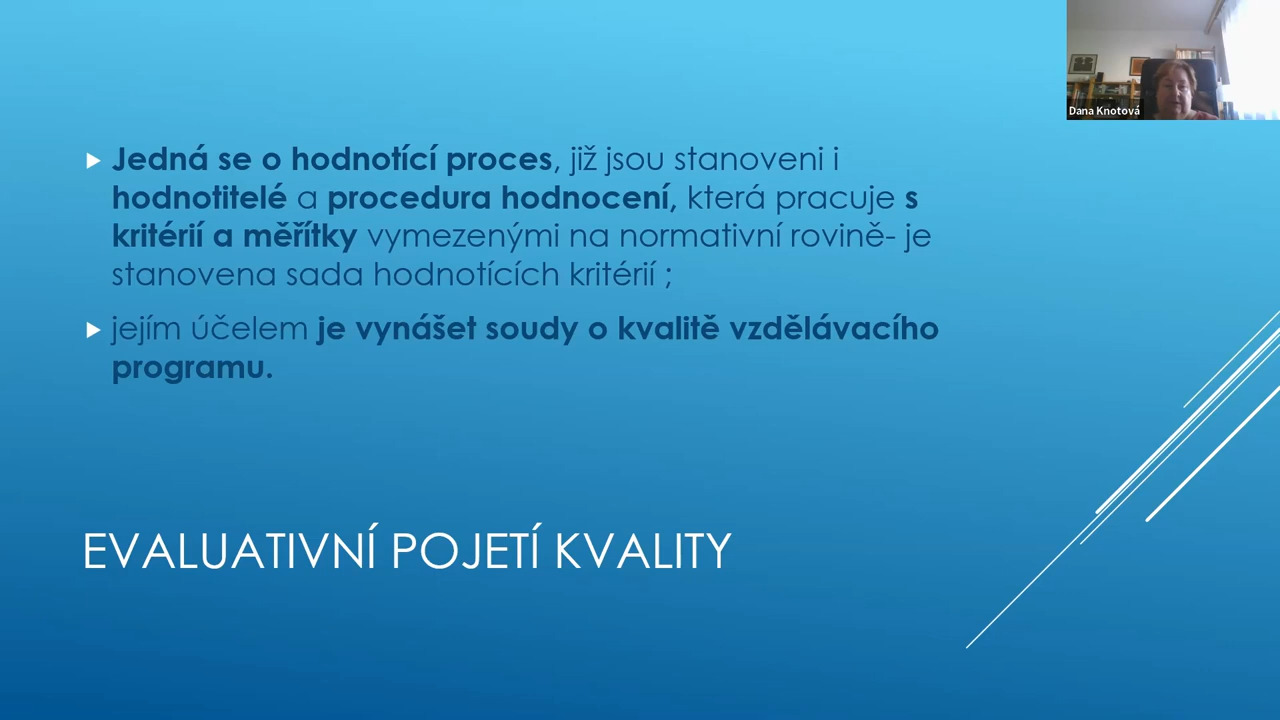 Dana Knotová
Jedná se o hodnotící proces, již jsou stanoveni i
hodnotitelé a procedura hodnocení, která pracuje s
kritérií a měřítky vymezenými na normativní rovině- je
stanovena sada hodnotících kritérií ;
jejím účelem je vynášet soudy o kvalitě vzdělávacího
programu.
EVALUATIVNÍ POJETÍ KVALITY